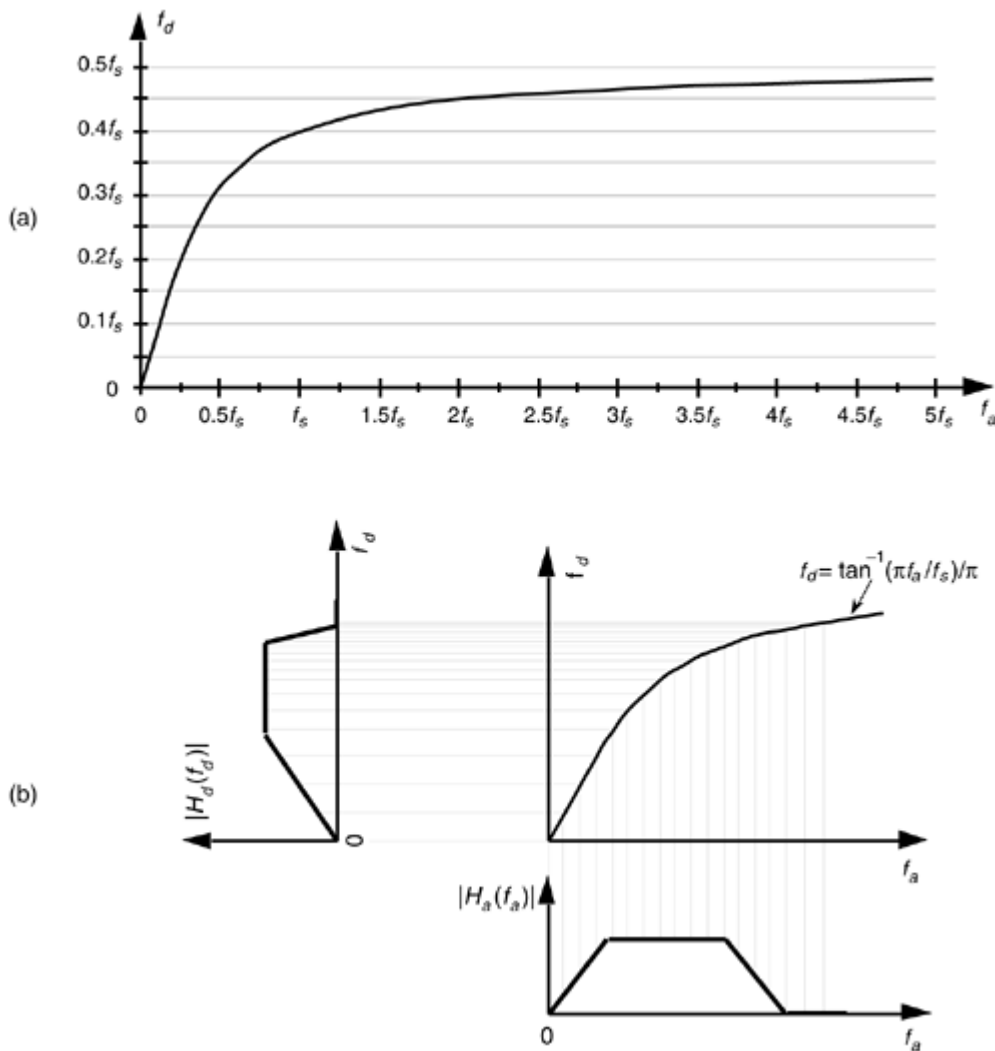 f_d
0.5f_s
0.4f_s
0.3f_s
(a)
0.2f_s
0.1f_s
0
0 0.5f_s f_s 1.5f_s 2f_s 2.5f_s 3f_s 3.5f_s 4f_s 4.5f_s 5f_s f_a
f_d
f_d
f_d = tan⁻¹(πf_a/f_s)/π
|H_d(f_d)|
(b)
0
f_a
|H_a(f_a)|
0
f_a